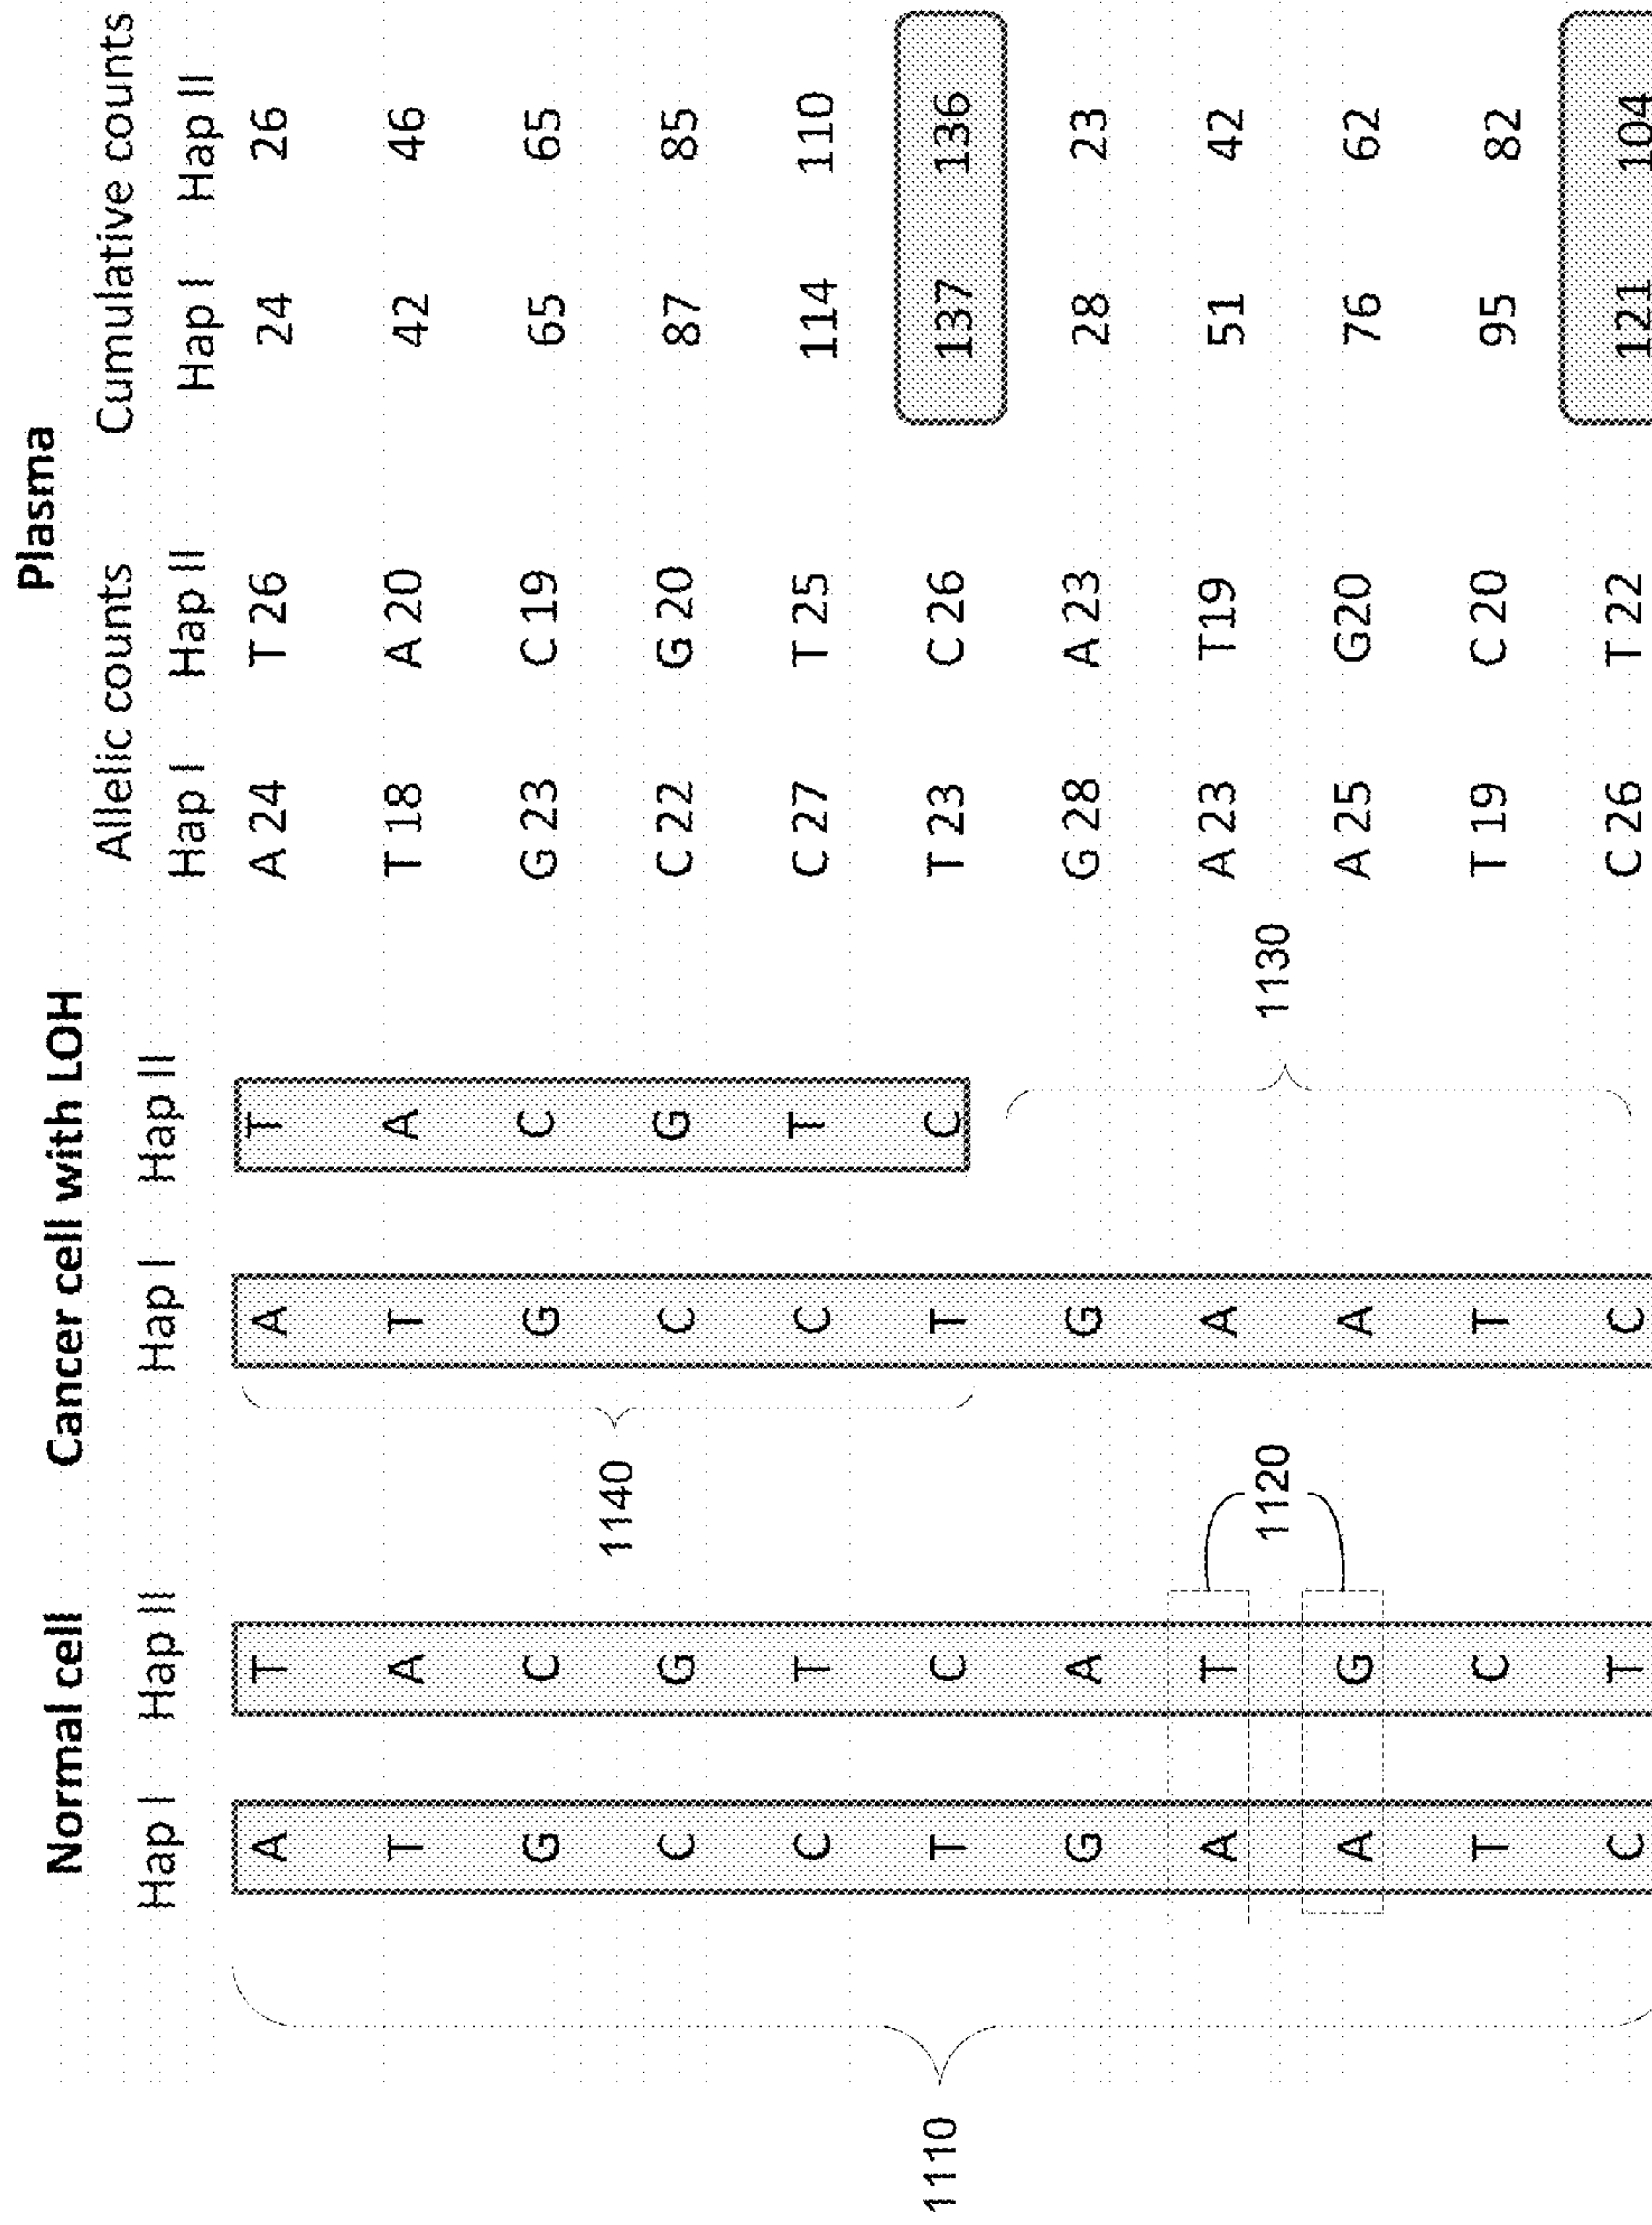 Plasma
Normal cell Cancer cell with LOH
Allelic counts Cumulative counts
Hap I Hap II Hap I Hap II Hap I Hap II Hap I Hap II
A T A T A 24 T 26 24 26
T A T A T 18 A 20 42 46
G C G C G 23 C 19 65 65
1140
C G C G C 22 G 20 87 85
C T C T C 27 T 25 114 110
1110 T C T C T 23 C 26 137 136
G A G G 28 A 23 28 23
A T A A 23 T19 51 42
1120 1130
A G A A 25 G20 76 62
T C T T 19 C 20 95 82
C T C C 26 T 22 121 104